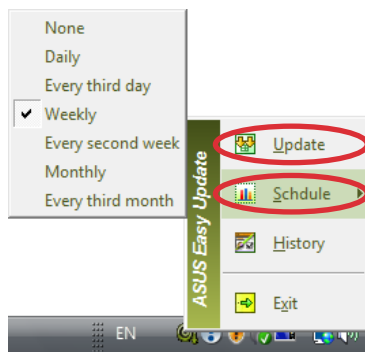 None
Daily
Every third day
Weekly
Every second week
Monthly
Every third month
ASUS Easy Update
Update
Schdule
History
Exit
EN